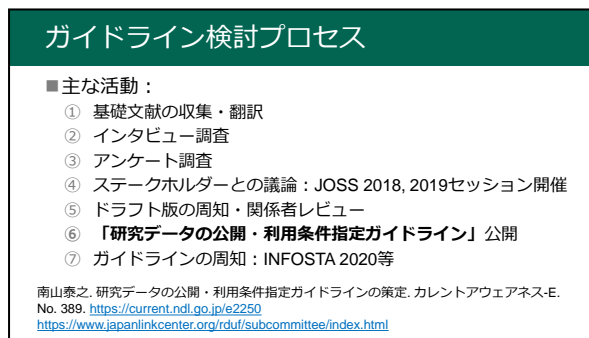 ガイドライン検討プロセス
■主な活動：
① 基礎文献の収集・翻訳
② インタビュー調査
③ アンケート調査
④ ステークホルダーとの議論：JOSS 2018, 2019セッション開催
⑤ ドラフト版の周知・関係者レビュー
⑥ 「研究データの公開・利用条件指定ガイドライン」公開
⑦ ガイドラインの周知：INFOSTA 2020等
南山泰之. 研究データの公開・利用条件指定ガイドラインの策定. カレントアウェアネス-E.
No. 389. https://current.ndl.go.jp/e2250
https://www.japanlinkcenter.org/rduf/subcommittee/index.html